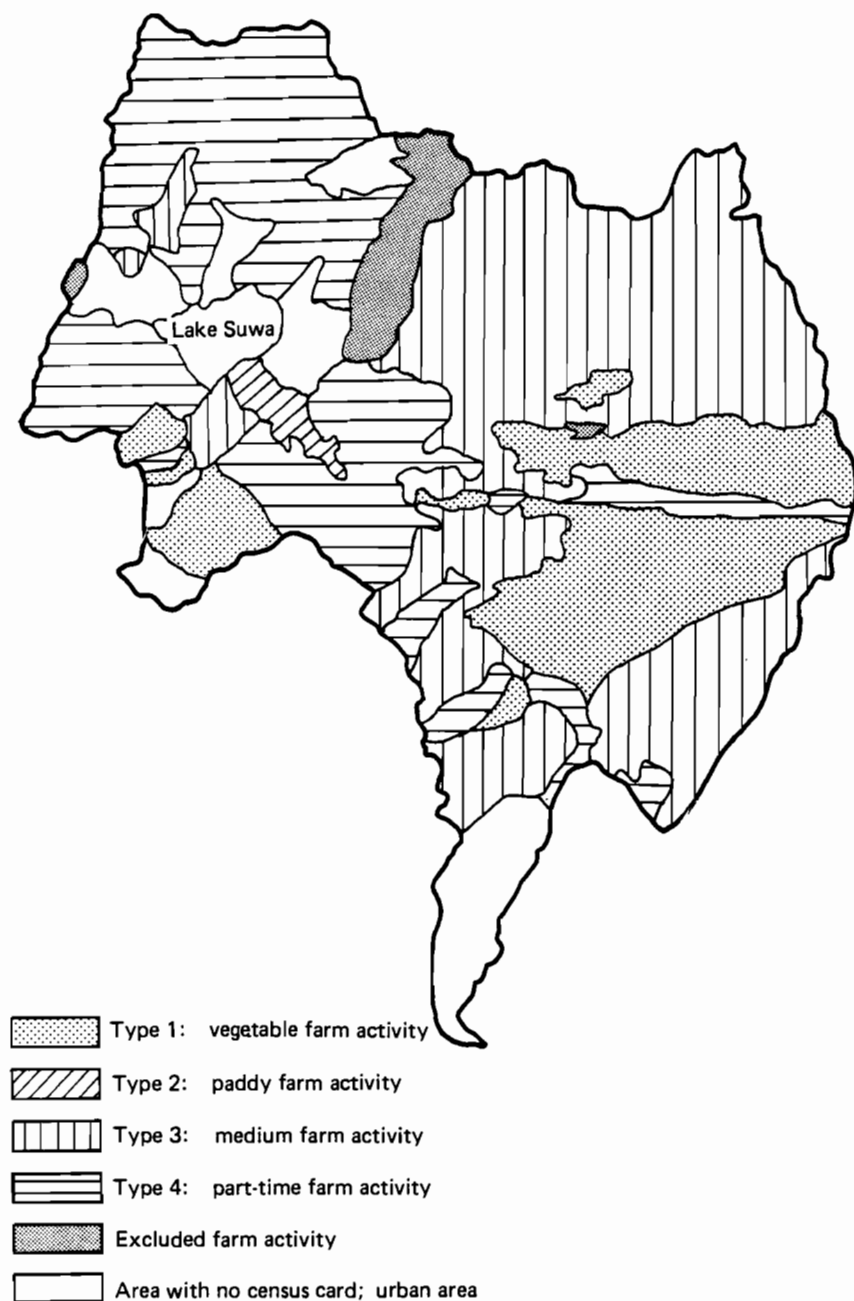 Lake Suwa
Type 1: vegetable farm activity
Type 2: paddy farm activity
Type 3: medium farm activity
Type 4: part-time farm activity
Excluded farm activity
Area with no census card; urban area